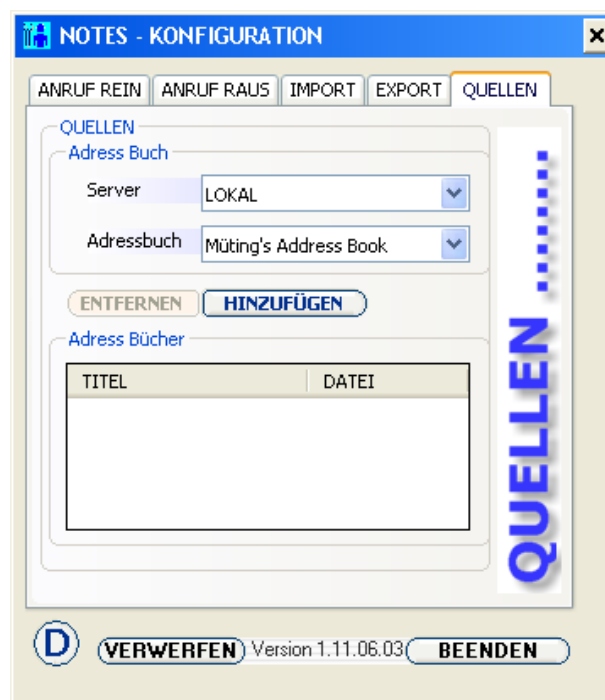 NOTES - KONFIGURATION
ANRUF REIN ANRUF RAUS IMPORT EXPORT QUELLEN
QUELLEN
Adress Buch
Server LOKAL
Adressbuch Müting's Address Book
ENTFERNEN HINZUFÜGEN
Adress Bücher
TITEL DATEI
QUELLEN ........
D VERWERFEN Version 1.11.06.03 BEENDEN